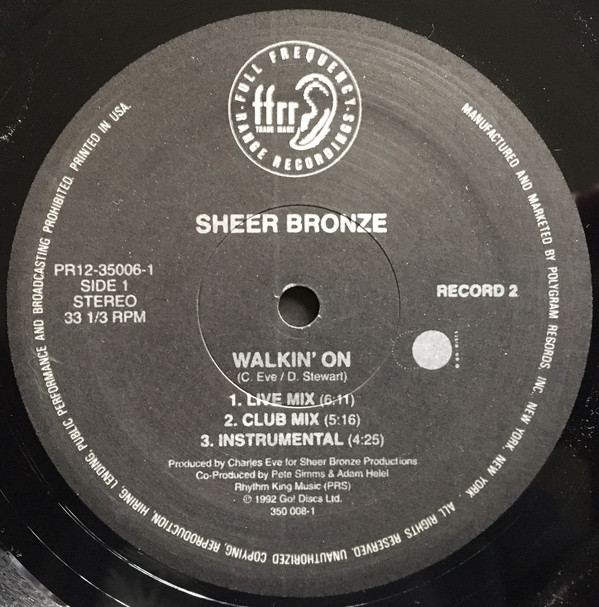 FULL FREQUENCY
ffrr
TRADE MARK
RANGE RECORDINGS
SHEER BRONZE
PR12-35006-1
SIDE 1
STEREO
33 1/3 RPM
RECORD 2
WALKIN' ON
(C. Eve / D. Stewart)
1. LIVE MIX (6:11)
2. CLUB MIX (5:16)
3. INSTRUMENTAL (4:25)
Produced by Charles Eve for Sheer Bronze Productions
Co-Produced by Pete Simms & Adam Helel
Rhythm King Music (PRS)
℗ 1992 Go! Discs Ltd.
350 008-1
MANUFACTURED AND MARKETED BY POLYGRAM RECORDS, INC. NEW YORK, NEW YORK . ALL RIGHTS RESERVED. UNAUTHORIZED COPYING, REPRODUCTION, HIRING, LENDING, PUBLIC PERFORMANCE AND BROADCASTING PROHIBITED. PRINTED IN USA.